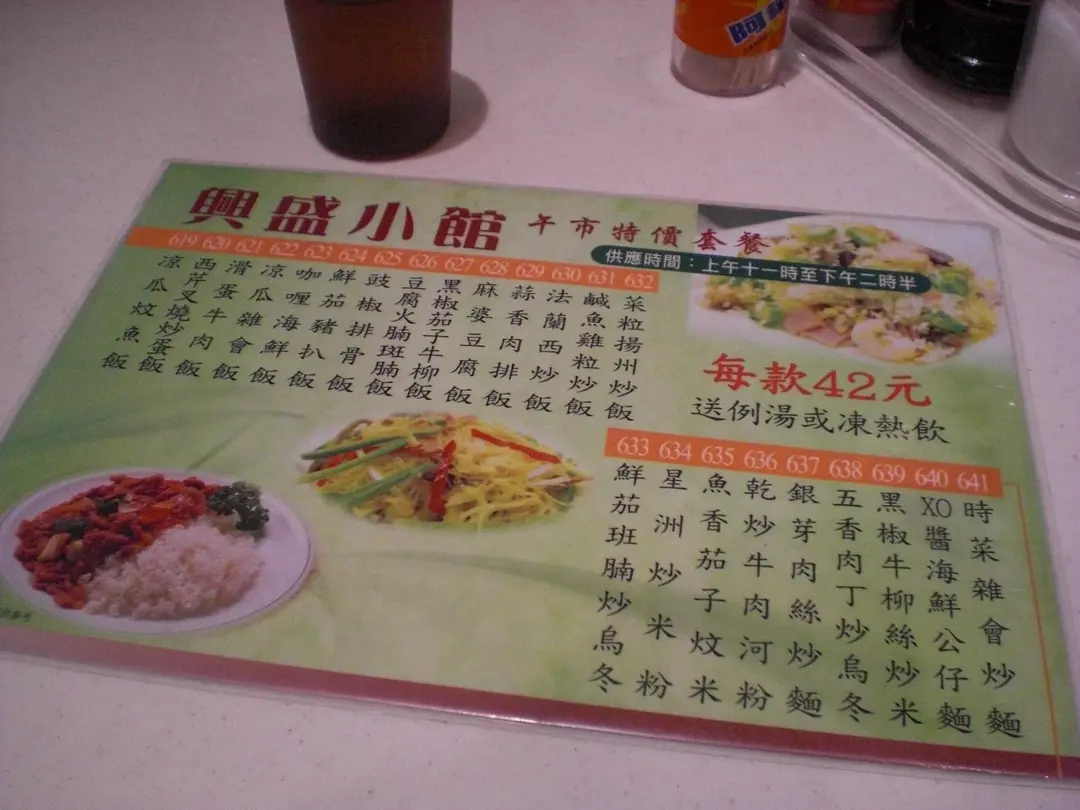 興盛小館 午市特價套餐
供應時間：上午十一時至下午二時半
619 620 621 622 623 624 625 626 627 628 629 630 631 632
涼瓜炆魚飯
西芹叉燒炒蛋飯
滑蛋牛肉飯
涼瓜雜會飯
咖喱海鮮飯
鮮茄豬扒飯
豉椒排骨飯
豆腐火腩斑腩飯
黑椒茄子牛柳飯
麻婆豆腐飯
蒜香肉排飯
法蘭西炒飯
鹹魚雞粒炒飯
菜粒揚州炒飯
每款42元
送例湯或凍熱飲
633 634 635 636 637 638 639 640 641
鮮茄班腩炒烏冬
星洲炒米粉
魚香茄子炆米
乾炒牛肉河粉
銀芽肉絲炒麵
五香肉丁炒烏冬
黑椒牛柳絲炒米
XO醬海鮮公仔麵
時菜雜會炒麵